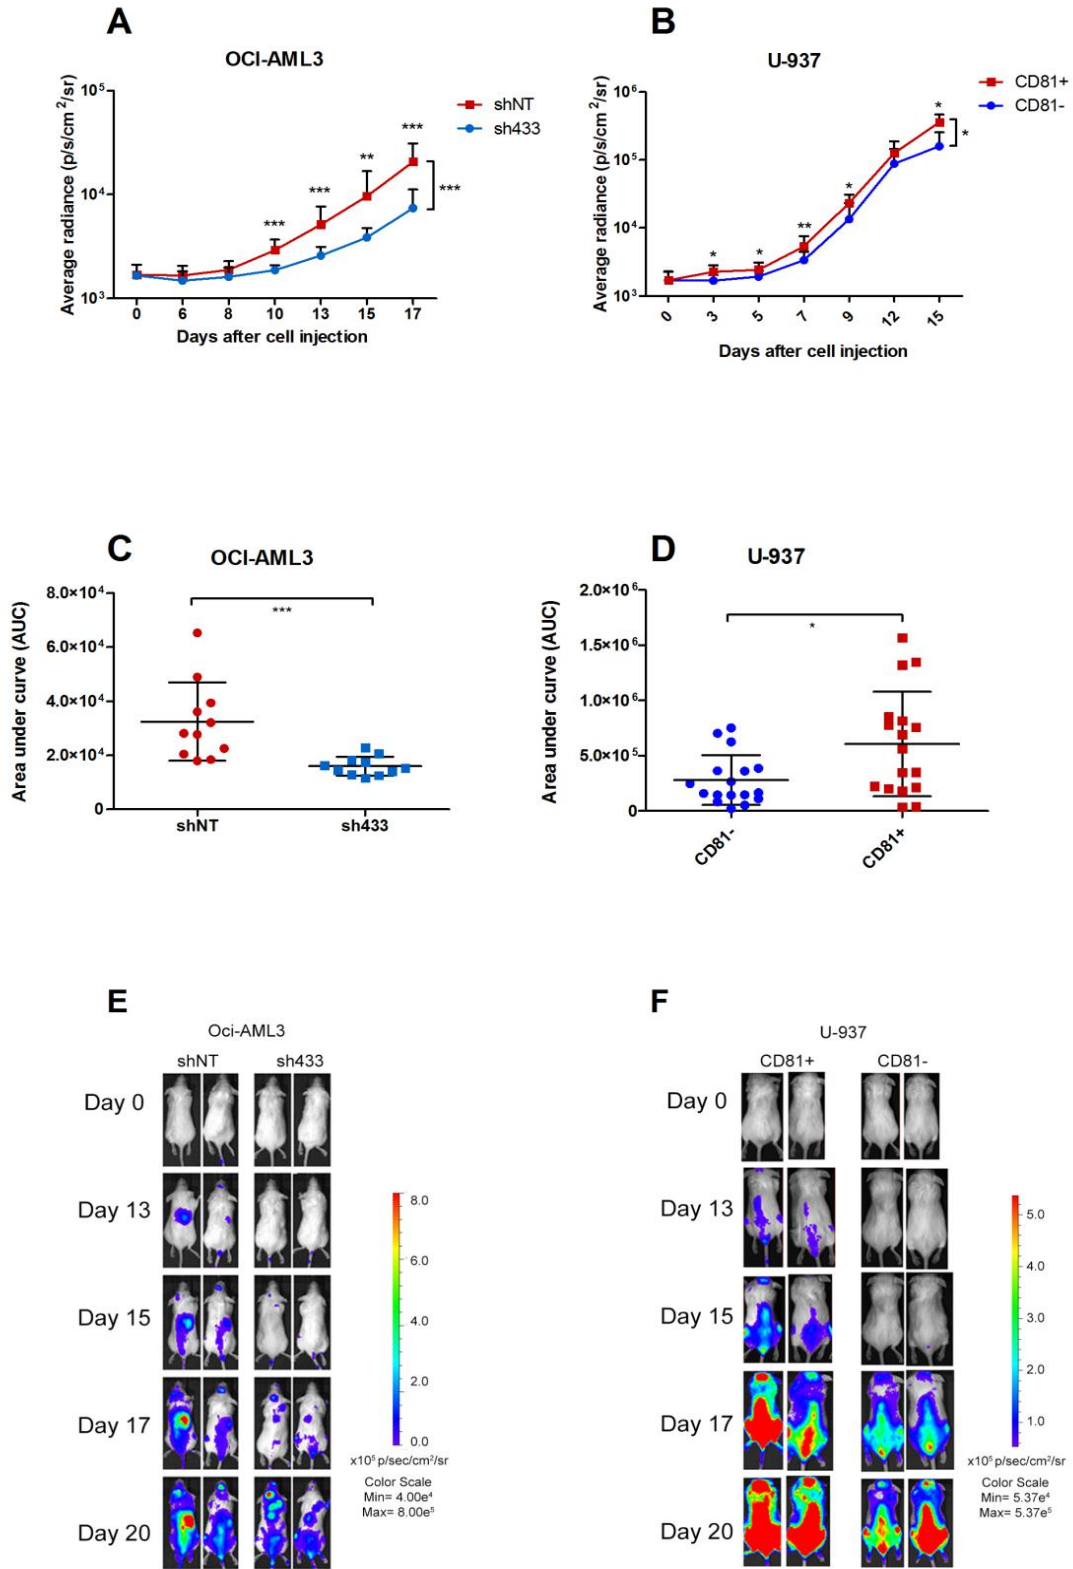 A
OCI-AML3
Average radiance (p/s/cm²/sr)
10⁵
10⁴
10³
shNT
sh433
***
***
**
***
***
0 6 8 10 13 15 17
Days after cell injection
B
U-937
Average radiance (p/s/cm²/sr)
10⁶
10⁵
10⁴
10³
CD81+
CD81-
*
*
**
*
*
*
0 3 5 7 9 12 15
Days after cell injection
C
OCI-AML3
Area under curve (AUC)
8.0×10⁴
6.0×10⁴
4.0×10⁴
2.0×10⁴
0
***
shNT sh433
D
U-937
Area under curve (AUC)
2.0×10⁶
1.5×10⁶
1.0×10⁶
5.0×10⁵
0
*
CD81- CD81+
E
Oci-AML3
shNT sh433
Day 0
Day 13
Day 15
Day 17
Day 20
8.0
6.0
4.0
2.0
0.0
x10⁵ p/sec/cm²/sr
Color Scale
Min= 4.00e⁴
Max= 8.00e⁵
F
U-937
CD81+ CD81-
Day 0
Day 13
Day 15
Day 17
Day 20
5.0
4.0
3.0
2.0
1.0
x10⁵ p/sec/cm²/sr
Color Scale
Min= 5.37e⁴
Max= 5.37e⁵